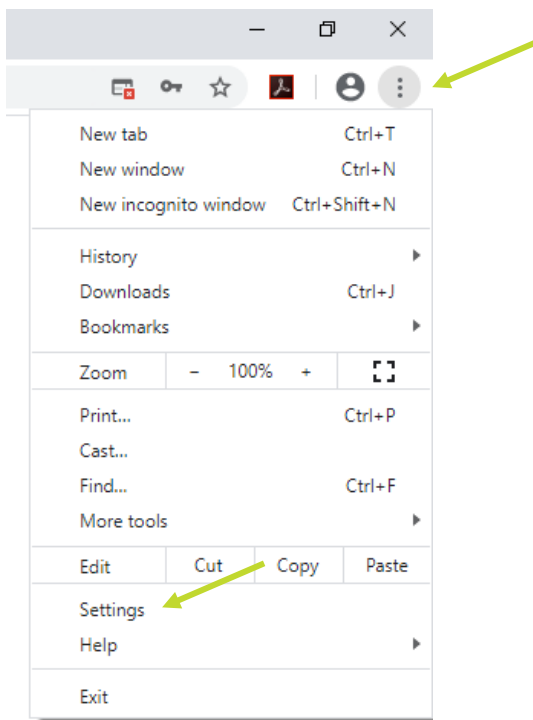 New tab Ctrl+T
New window Ctrl+N
New incognito window Ctrl+Shift+N
History
Downloads Ctrl+J
Bookmarks
Zoom - 100% +
Print... Ctrl+P
Cast...
Find... Ctrl+F
More tools
Edit Cut Copy Paste
Settings
Help
Exit